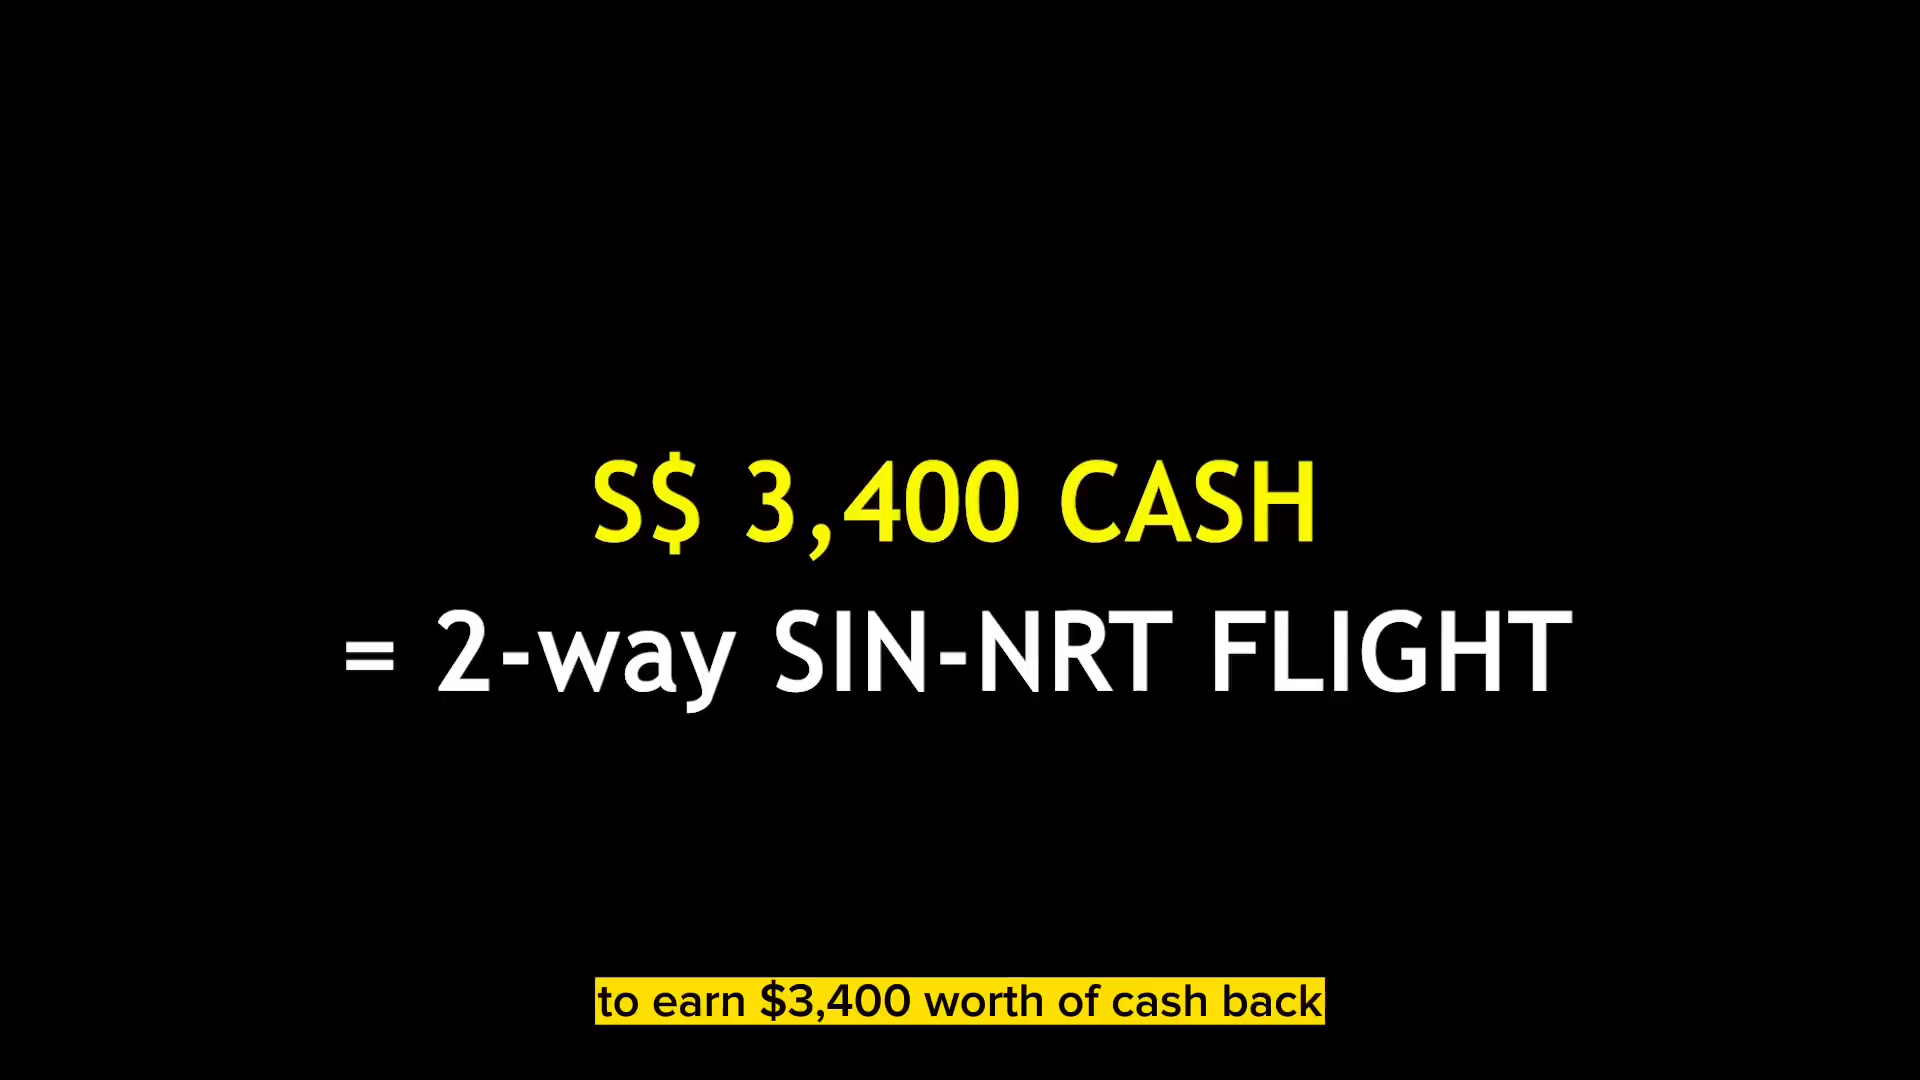 S$ 3,400 CASH
= 2-way SIN-NRT FLIGHT
to earn $3,400 worth of cash back